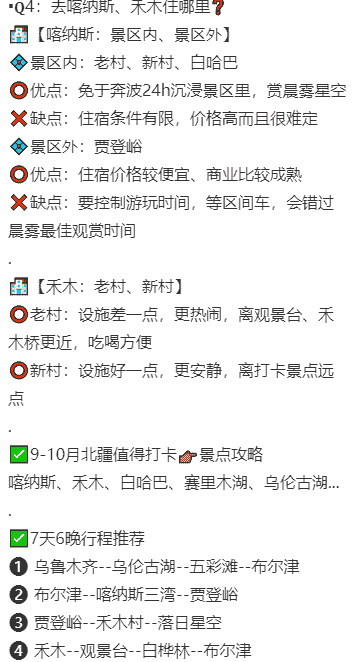 ▪Q4：去喀纳斯、禾木住哪里❓
🏨【喀纳斯：景区内、景区外】
💠景区内：老村、新村、白哈巴
⭕优点：免于奔波24h沉浸景区里，赏晨雾星空
❌缺点：住宿条件有限，价格高而且很难定
💠景区外：贾登峪
⭕优点：住宿价格较便宜、商业比较成熟
❌缺点：要控制游玩时间，等区间车，会错过
晨雾最佳观赏时间
.
🏨【禾木：老村、新村】
⭕老村：设施差一点，更热闹，离观景台、禾
木桥更近，吃喝方便
⭕新村：设施好一点，更安静，离打卡景点远
点
.
✅9-10月北疆值得打卡👉景点攻略
喀纳斯、禾木、白哈巴、赛里木湖、乌伦古湖...
.
✅7天6晚行程推荐
❶ 乌鲁木齐--乌伦古湖--五彩滩--布尔津
❷ 布尔津--喀纳斯三湾--贾登峪
❸ 贾登峪--禾木村--落日星空
❹ 禾木--观景台--白桦林--布尔津